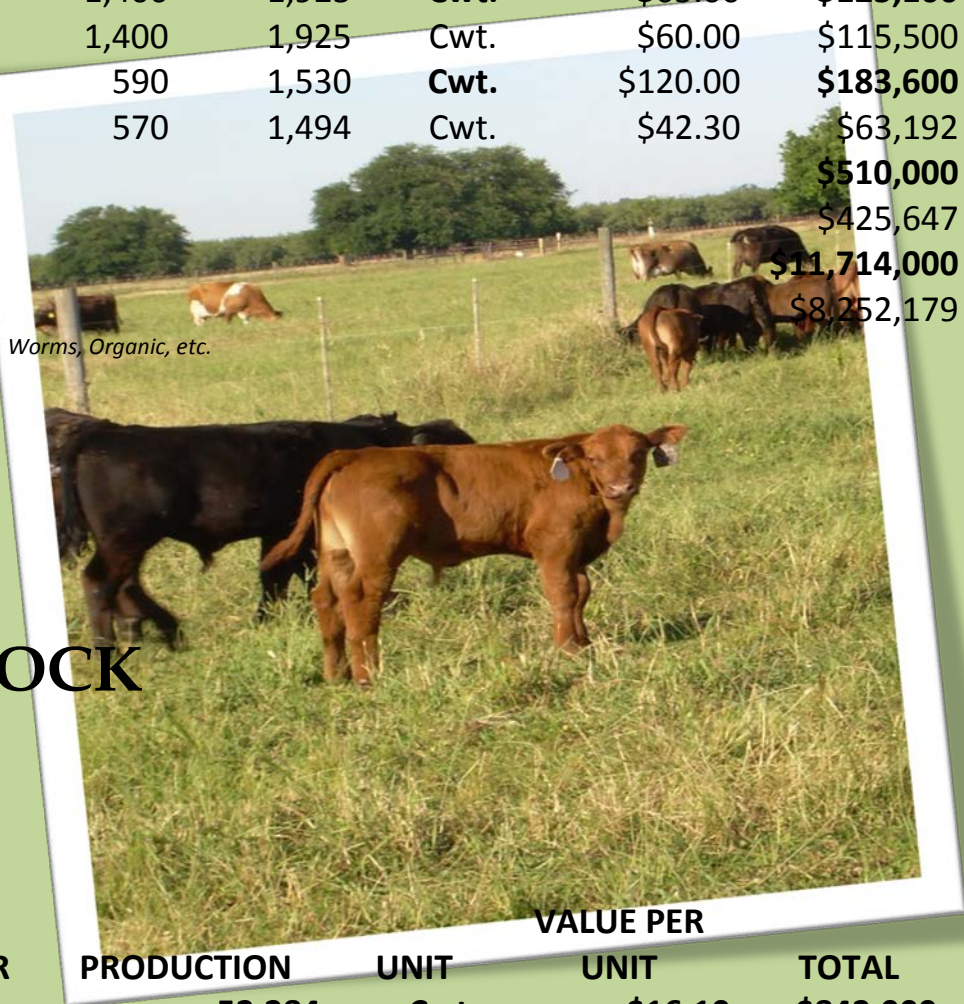 1,400 1,925 Cwt. $60.00 $115,500
590 1,530 Cwt. $120.00 $183,600
570 1,494 Cwt. $42.30 $63,192
$510,000
$425,647
$11,714,000
$8,252,179
Worms, Organic, etc.
OCK
VALUE PER
R PRODUCTION UNIT UNIT TOTAL